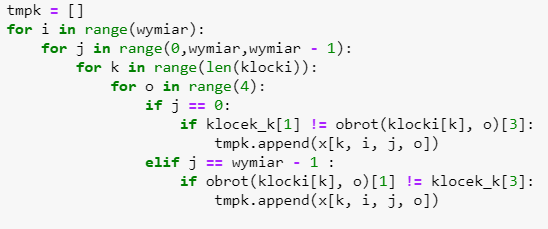 tmpk = []
for i in range(wymiar):
    for j in range(0,wymiar,wymiar - 1):
        for k in range(len(klocki)):
            for o in range(4):
                if j == 0:
                    if klocek_k[1] != obrot(klocki[k], o)[3]:
                        tmpk.append(x[k, i, j, o])
                elif j == wymiar - 1 :
                    if obrot(klocki[k], o)[1] != klocek_k[3]:
                        tmpk.append(x[k, i, j, o])